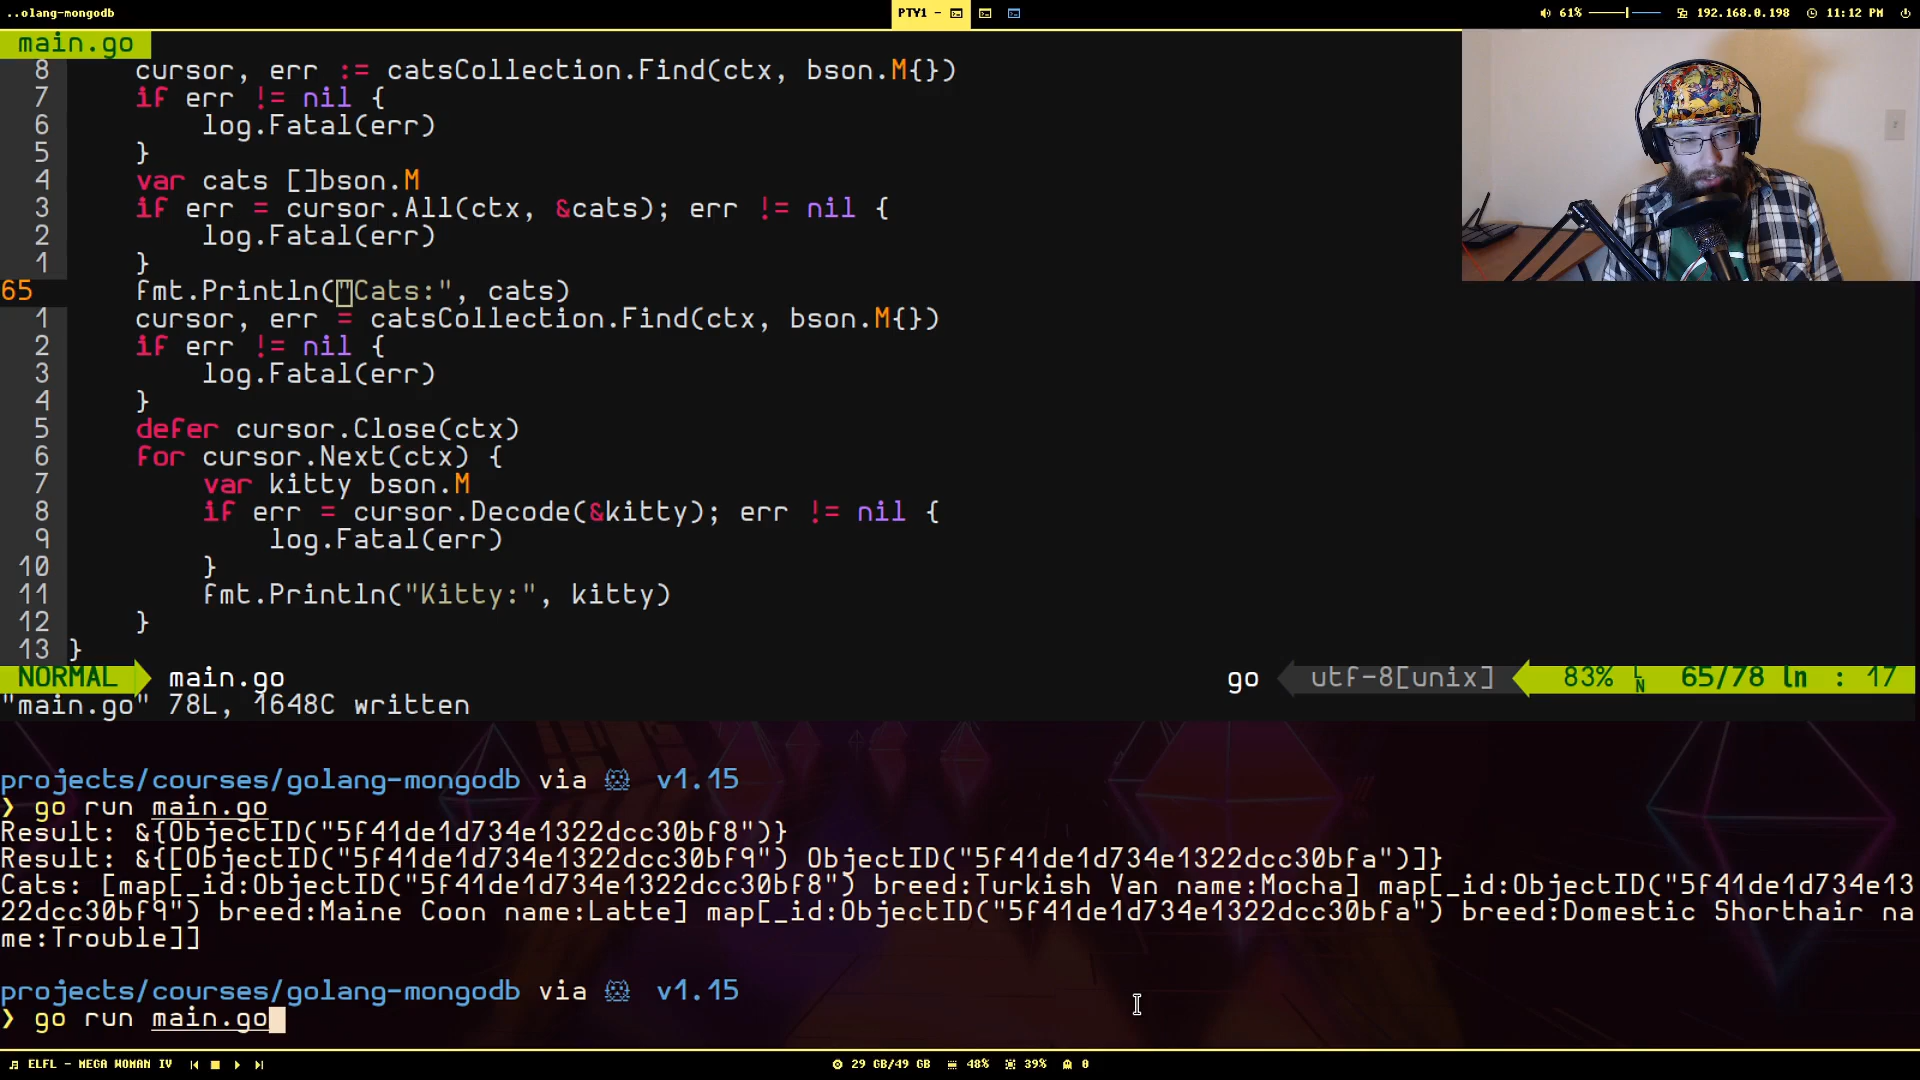 ..olang-mongodb
PTY1 -
61%
192.168.0.198
11:12 PM
main.go
8 cursor, err := catsCollection.Find(ctx, bson.M{})
7 if err != nil {
6 log.Fatal(err)
5 }
4 var cats []bson.M
3 if err = cursor.All(ctx, &cats); err != nil {
2 log.Fatal(err)
1 }
65 fmt.Println("Cats:", cats)
1 cursor, err = catsCollection.Find(ctx, bson.M{})
2 if err != nil {
3 log.Fatal(err)
4 }
5 defer cursor.Close(ctx)
6 for cursor.Next(ctx) {
7 var kitty bson.M
8 if err = cursor.Decode(&kitty); err != nil {
9 log.Fatal(err)
10 }
11 fmt.Println("Kitty:", kitty)
12 }
13 }
NORMAL main.go go utf-8[unix] 83% LN 65/78 ln : 17
"main.go" 78L, 1648C written
projects/courses/golang-mongodb via v1.15
❯ go run main.go
Result: &{ObjectID("5f41de1d734e1322dcc30bf8")}
Result: &{[ObjectID("5f41de1d734e1322dcc30bf9") ObjectID("5f41de1d734e1322dcc30bfa")]}
Cats: [map[_id:ObjectID("5f41de1d734e1322dcc30bf8") breed:Turkish Van name:Mocha] map[_id:ObjectID("5f41de1d734e13
22dcc30bf9") breed:Maine Coon name:Latte] map[_id:ObjectID("5f41de1d734e1322dcc30bfa") breed:Domestic Shorthair na
me:Trouble]]
projects/courses/golang-mongodb via v1.15
❯ go run main.go
ELFL - MEGA WOMAN IV
29 GB/49 GB
48%
39%
0